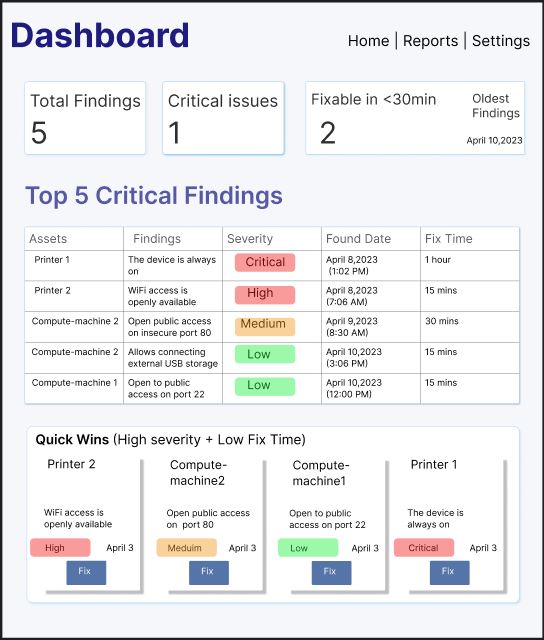 Dashboard
Home | Reports | Settings
Total Findings
5
Critical issues
1
Fixable in <30min
2
Oldest
Findings
April 10,2023
Top 5 Critical Findings
Assets Findings Severity Found Date Fix Time
Printer 1 The device is always on Critical April 8,2023 (1:02 PM) 1 hour
Printer 2 WiFi access is openly available High April 8,2023 (7:06 AM) 15 mins
Compute-machine 2 Open public access on insecure port 80 Medium April 9,2023 (8:30 AM) 30 mins
Compute-machine 2 Allows connecting external USB storage Low April 10,2023 (3:06 PM) 15 mins
Compute-machine 1 Open to public access on port 22 Low April 10,2023 (12:00 PM) 15 mins
Quick Wins (High severity + Low Fix Time)
Printer 2
WiFi access is
openly available
High April 3
Fix
Compute-
machine2
Open public access
on port 80
Meduim April 3
Fix
Compute-
machine1
Open to public
access on port 22
Low April 3
Fix
Printer 1
The device is
always on
Critical April 3
Fix